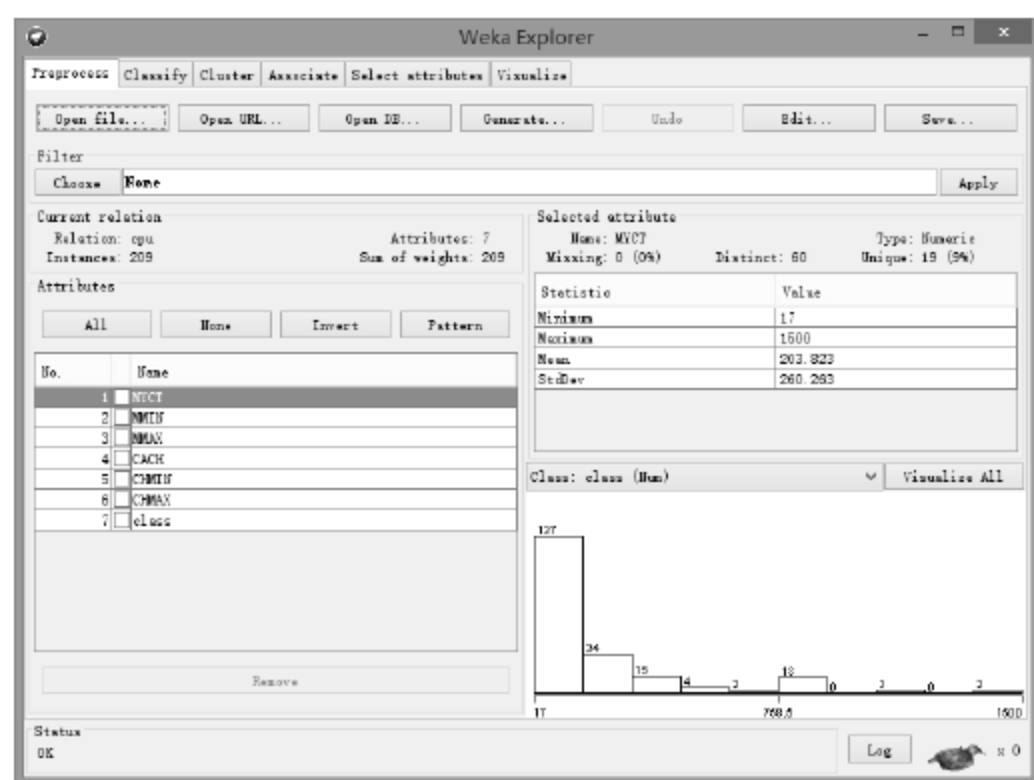 Weka Explorer
Preprocess Classify Cluster Associate Select attributes Visualize
Open file... Open URL... Open DB... Generate... Undo Edit... Save...
Filter
Choose None Apply
Current relation
Relation: cpu Attributes: 7
Instances: 209 Sum of weights: 209
Attributes
All None Invert Pattern
No. Name
1 MYCT
2 MMIN
3 MMAX
4 CACH
5 CHMIN
6 CHMAX
7 class
Remove
Selected attribute
Name: MYCT Type: Numeric
Missing: 0 (0%) Distinct: 60 Unique: 19 (9%)
Statistic Value
Minimum 17
Maximum 1500
Mean 203.823
StdDev 260.263
Class: class (Num) Visualize All
127
34
15
4
13
0
0
17 758.5 1500
Status
OK
Log x 0